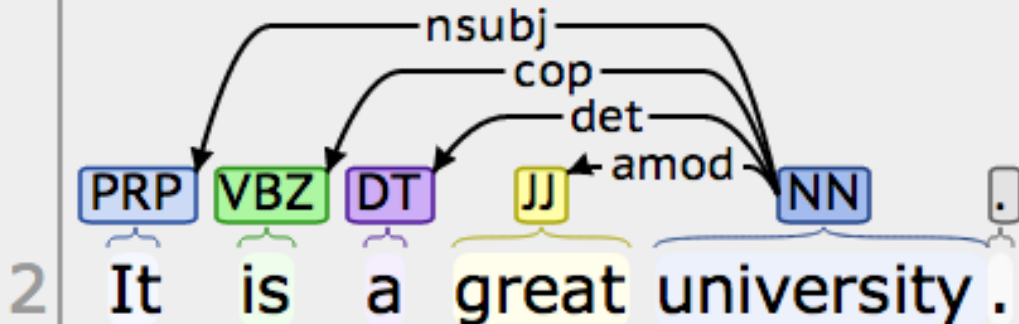 nsubj
cop
det
amod
PRP VBZ DT JJ NN .
2 It is a great university .